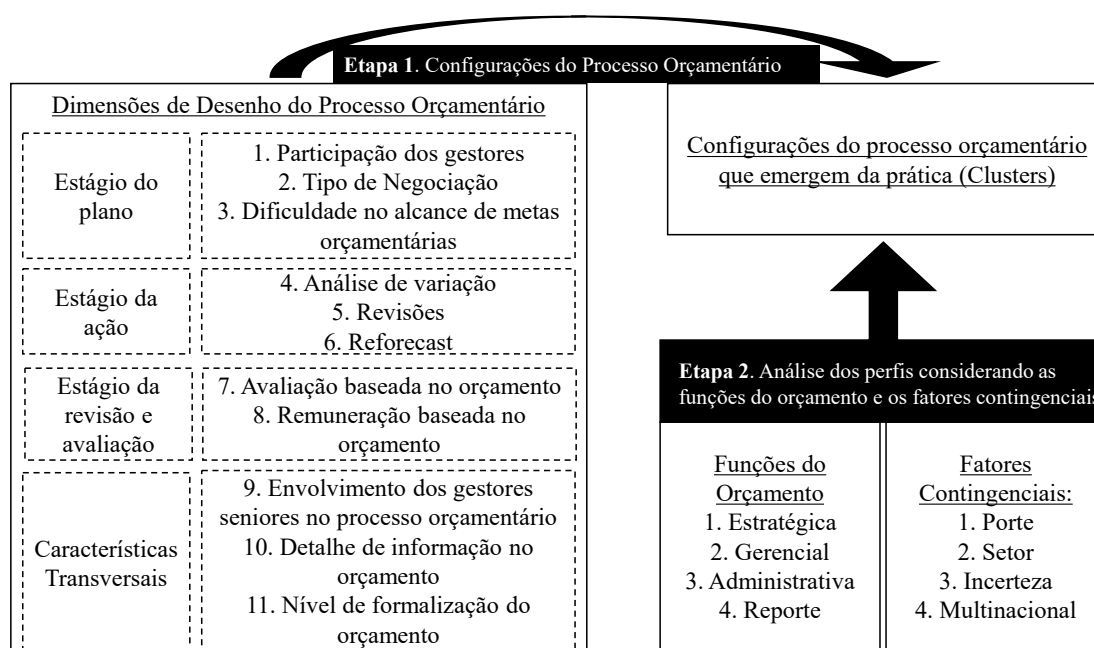 Etapa 1. Configurações do Processo Orçamentário
Dimensões de Desenho do Processo Orçamentário
Estágio do
plano
1. Participação dos gestores
2. Tipo de Negociação
3. Dificuldade no alcance de metas
orçamentárias
Estágio da
ação
4. Análise de variação
5. Revisões
6. Reforecast
Estágio da
revisão e
avaliação
7. Avaliação baseada no orçamento
8. Remuneração baseada no
orçamento
Características
Transversais
9. Envolvimento dos gestores
seniores no processo orçamentário
10. Detalhe de informação no
orçamento
11. Nível de formalização do
orçamento
Configurações do processo orçamentário
que emergem da prática (Clusters)
Etapa 2. Análise dos perfis considerando as
funções do orçamento e os fatores contingenciais
Funções do
Orçamento
1. Estratégica
2. Gerencial
3. Administrativa
4. Reporte
Fatores
Contingenciais:
1. Porte
2. Setor
3. Incerteza
4. Multinacional